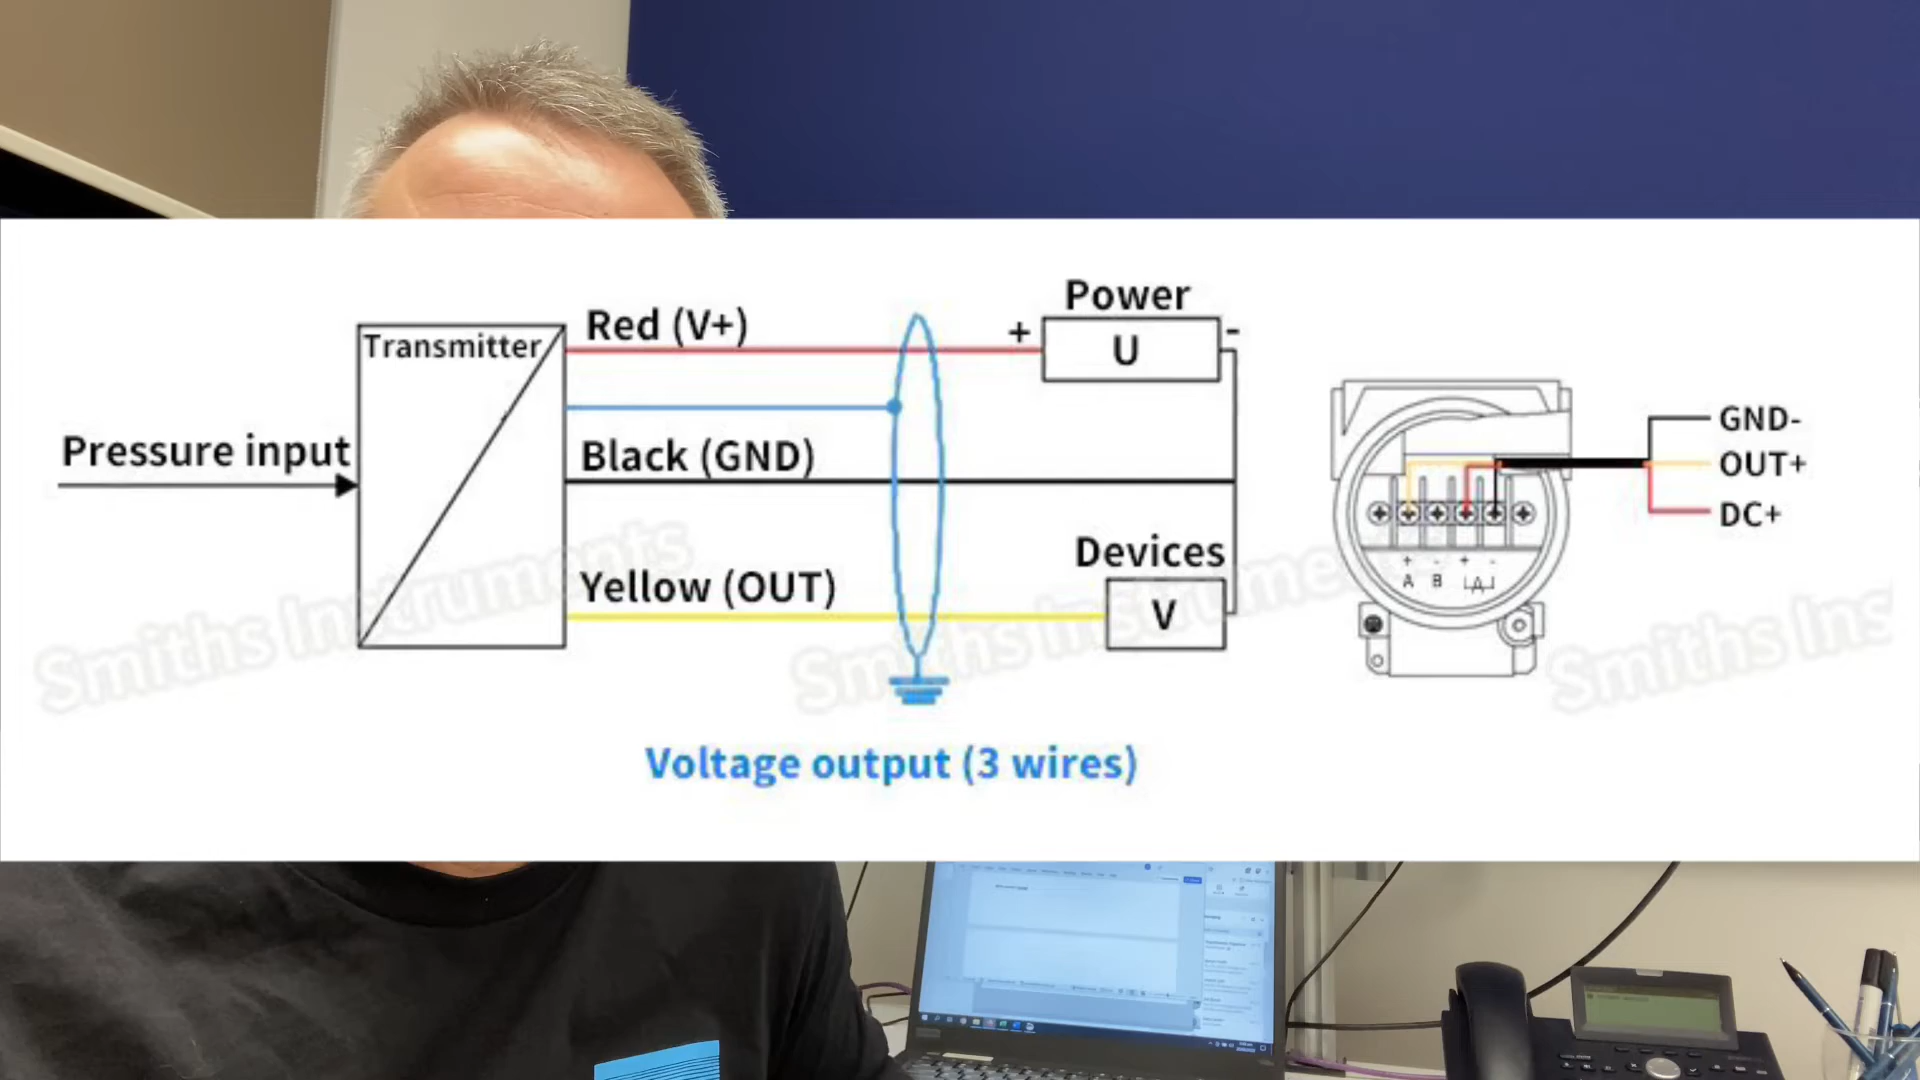 Power
Red (V+)
+
-
U
Transmitter
Pressure input
Black (GND)
Devices
Yellow (OUT)
V
GND-
OUT+
DC+
+ - + -
A B A
Smiths Instruments
Smiths Instruments
Smiths Ins
Voltage output (3 wires)